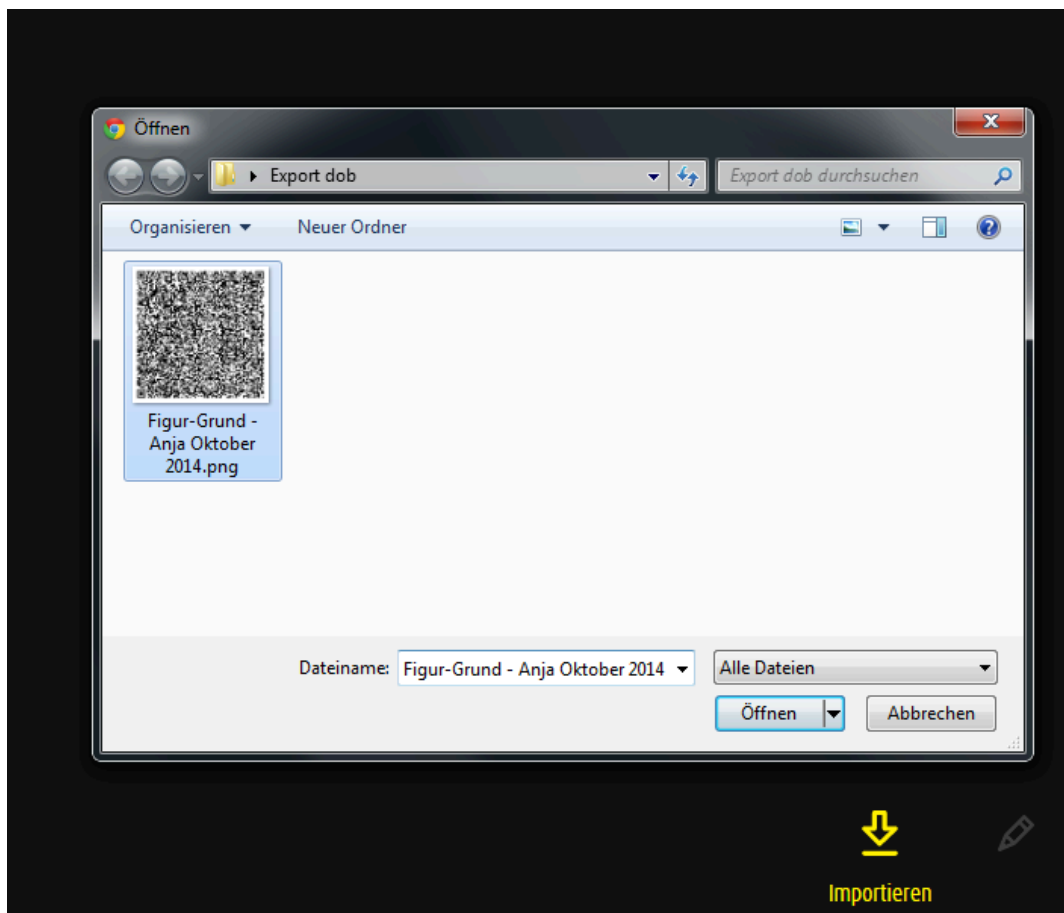 Öffnen
Export dob
Export dob durchsuchen
Organisieren
Neuer Ordner
Figur-Grund -
Anja Oktober
2014.png
Dateiname:
Figur-Grund - Anja Oktober 2014
Alle Dateien
Öffnen
Abbrechen
Importieren